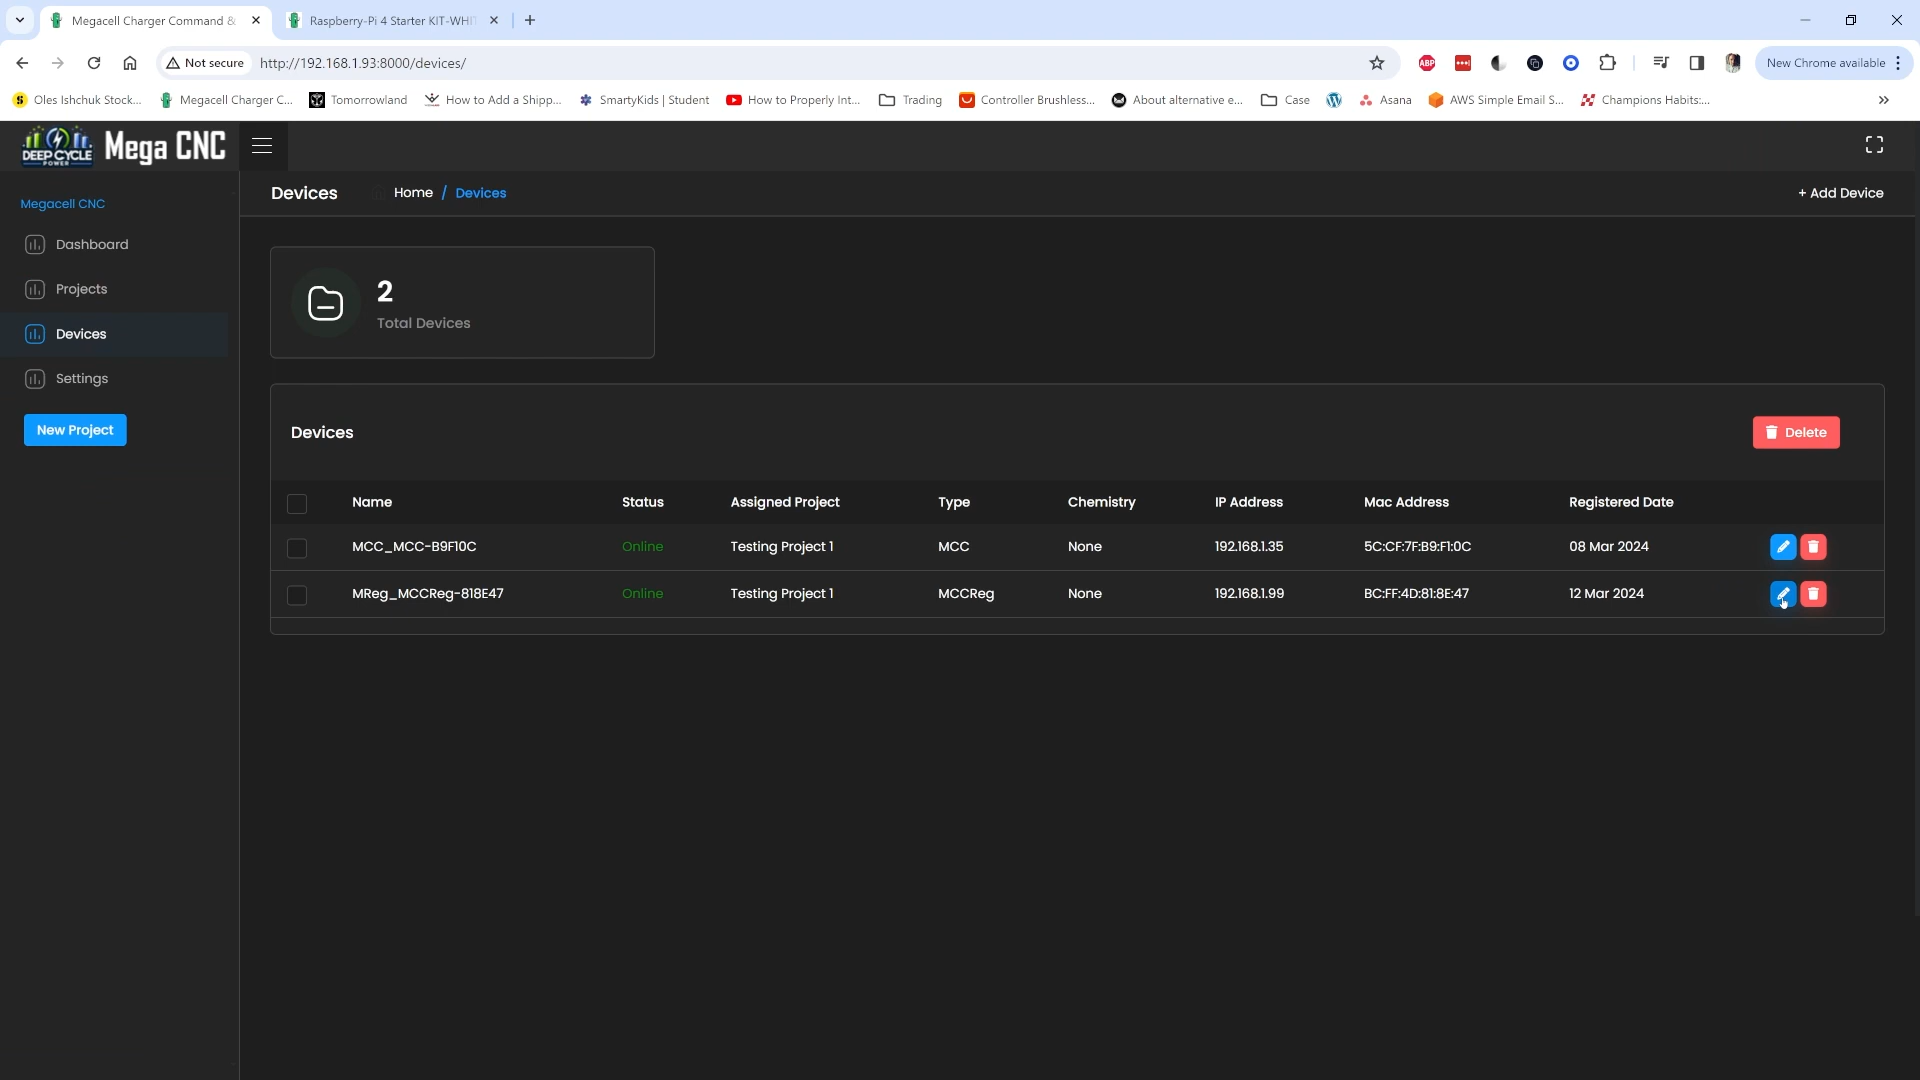 Megacell Charger Command &
Raspberry-Pi 4 Starter KIT-WHI
Not secure
http://192.168.1.93:8000/devices/
ABP
New Chrome available
S
Oles Ishchuk Stock...
Megacell Charger C...
Tomorrowland
How to Add a Shipp...
SmartyKids | Student
How to Properly Int...
Trading
Controller Brushless...
About alternative e...
Case
Asana
AWS Simple Email S...
Champions Habits:...
DEEP CYCLE
POWER
Mega CNC
Devices
Home / Devices
+ Add Device
Megacell CNC
Dashboard
Projects
Devices
Settings
New Project
2
Total Devices
Devices
Delete
Name Status Assigned Project Type Chemistry IP Address Mac Address Registered Date
MCC_MCC-B9F10C Online Testing Project 1 MCC None 192.168.1.35 5C:CF:7F:B9:F1:0C 08 Mar 2024
MReg_MCCReg-818E47 Online Testing Project 1 MCCReg None 192.168.1.99 BC:FF:4D:81:8E:47 12 Mar 2024